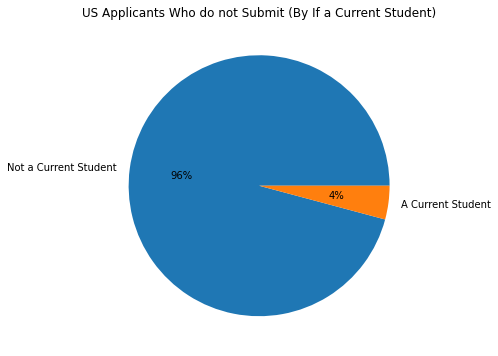 US Applicants Who do not Submit (By If a Current Student)
Not a Current Student
96%
4%
A Current Student